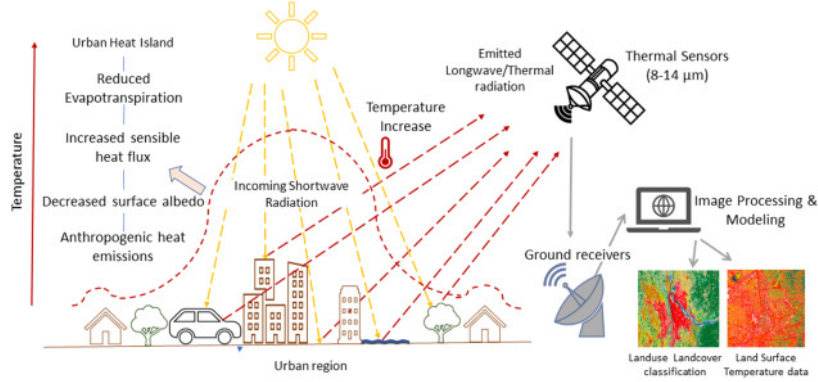 Temperature
Urban Heat Island
Reduced
Evapotranspiration
Increased sensible
heat flux
Decreased surface albedo
Anthropogenic heat
emissions
Incoming Shortwave
Radiation
Temperature
Increase
Emitted
Longwave/Thermal
radiation
Thermal Sensors
(8-14 µm)
Image Processing &
Modeling
Ground receivers
Urban region
Landuse Landcover
classification
Land Surface
Temperature data